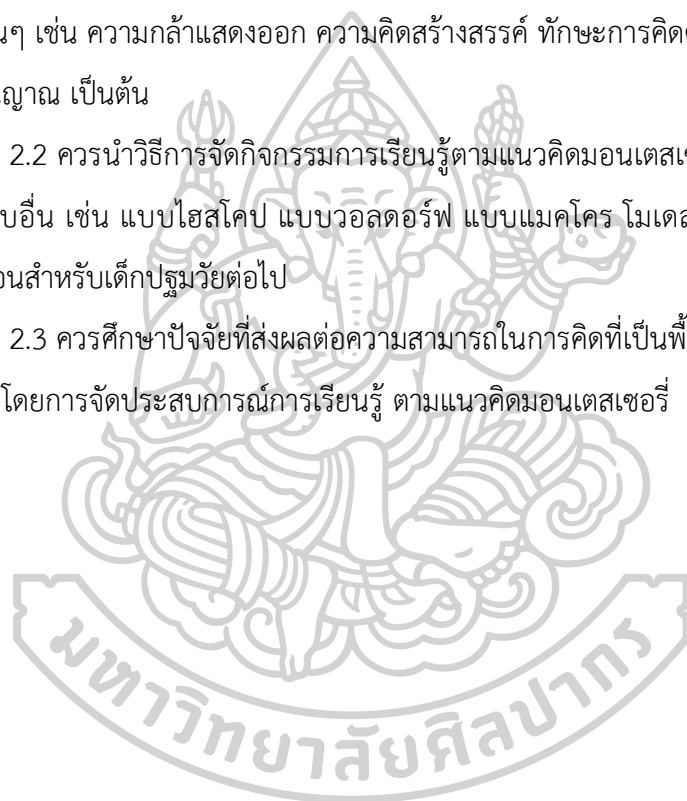 นๆ เช่น ความกล้าแสดงออก ความคิดสร้างสรรค์ ทักษะการคิด
ญาณ เป็นต้น
2.2 ควรนำวิธีการจัดกิจกรรมการเรียนรู้ตามแนวคิดมอนเตสเซ
บอื่น เช่น แบบไฮสโคป แบบวอลดอร์ฟ แบบแมคโคร โมเดล
อนสำหรับเด็กปฐมวัยต่อไป
2.3 ควรศึกษาปัจจัยที่ส่งผลต่อความสามารถในการคิดที่เป็นพื้
โดยการจัดประสบการณ์การเรียนรู้ ตามแนวคิดมอนเตสเซอรี่
มหาวิทยาลัยศิลปากร